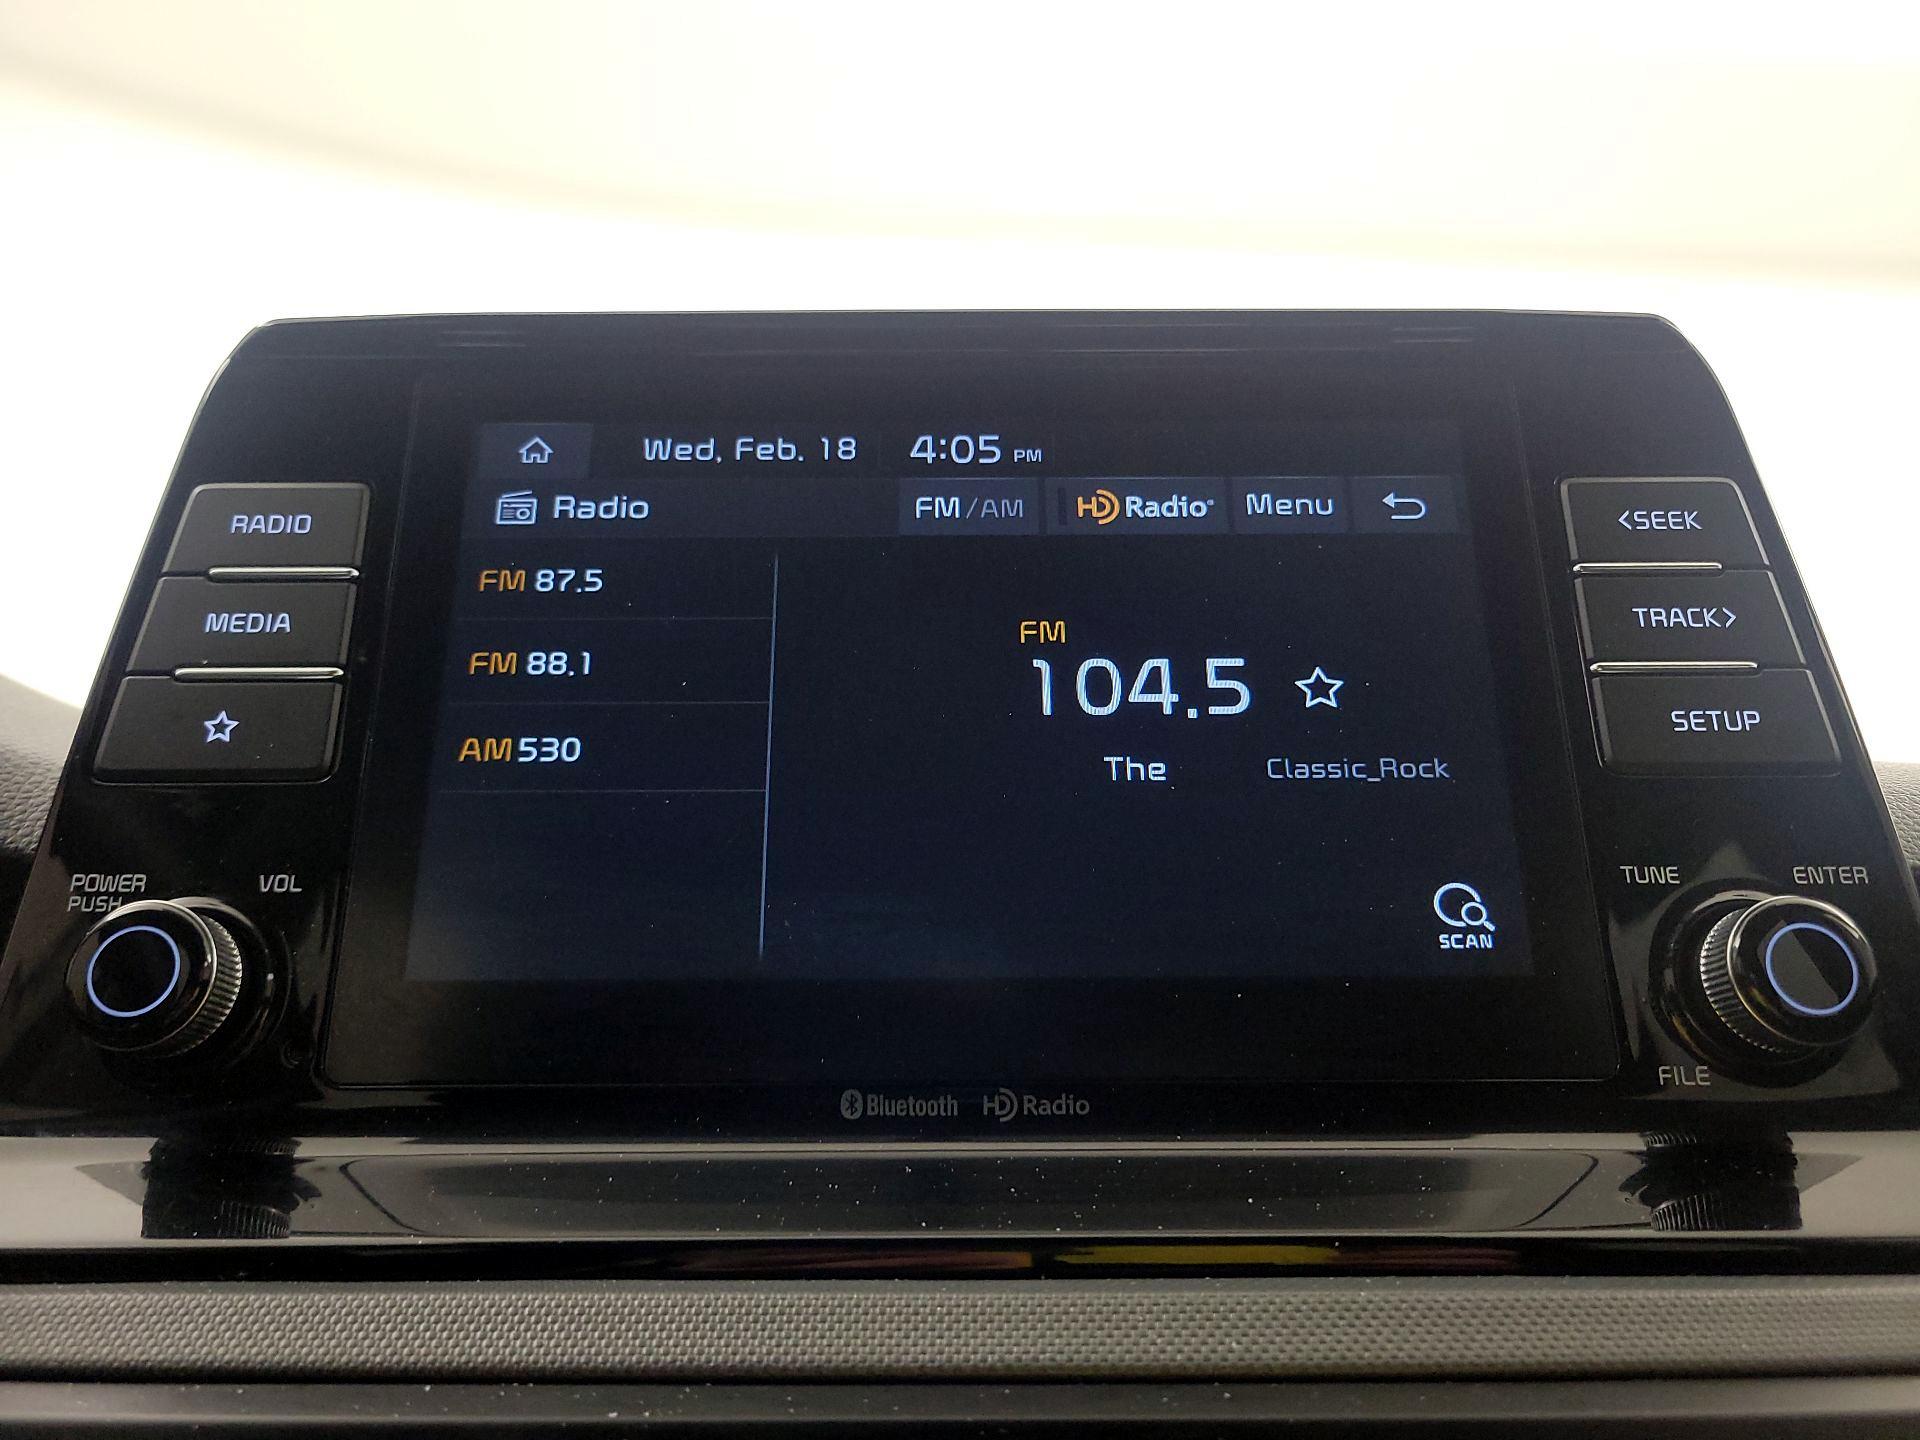 Wed, Feb. 18 4:05 PM
Radio FM/AM HD Radio® Menu
RADIO
MEDIA
<SEEK
TRACK>
SETUP
FM 87.5
FM 88.1
AM 530
FM
104.5
The Classic_Rock
SCAN
POWER
PUSH
VOL
TUNE
ENTER
FILE
Bluetooth HD Radio